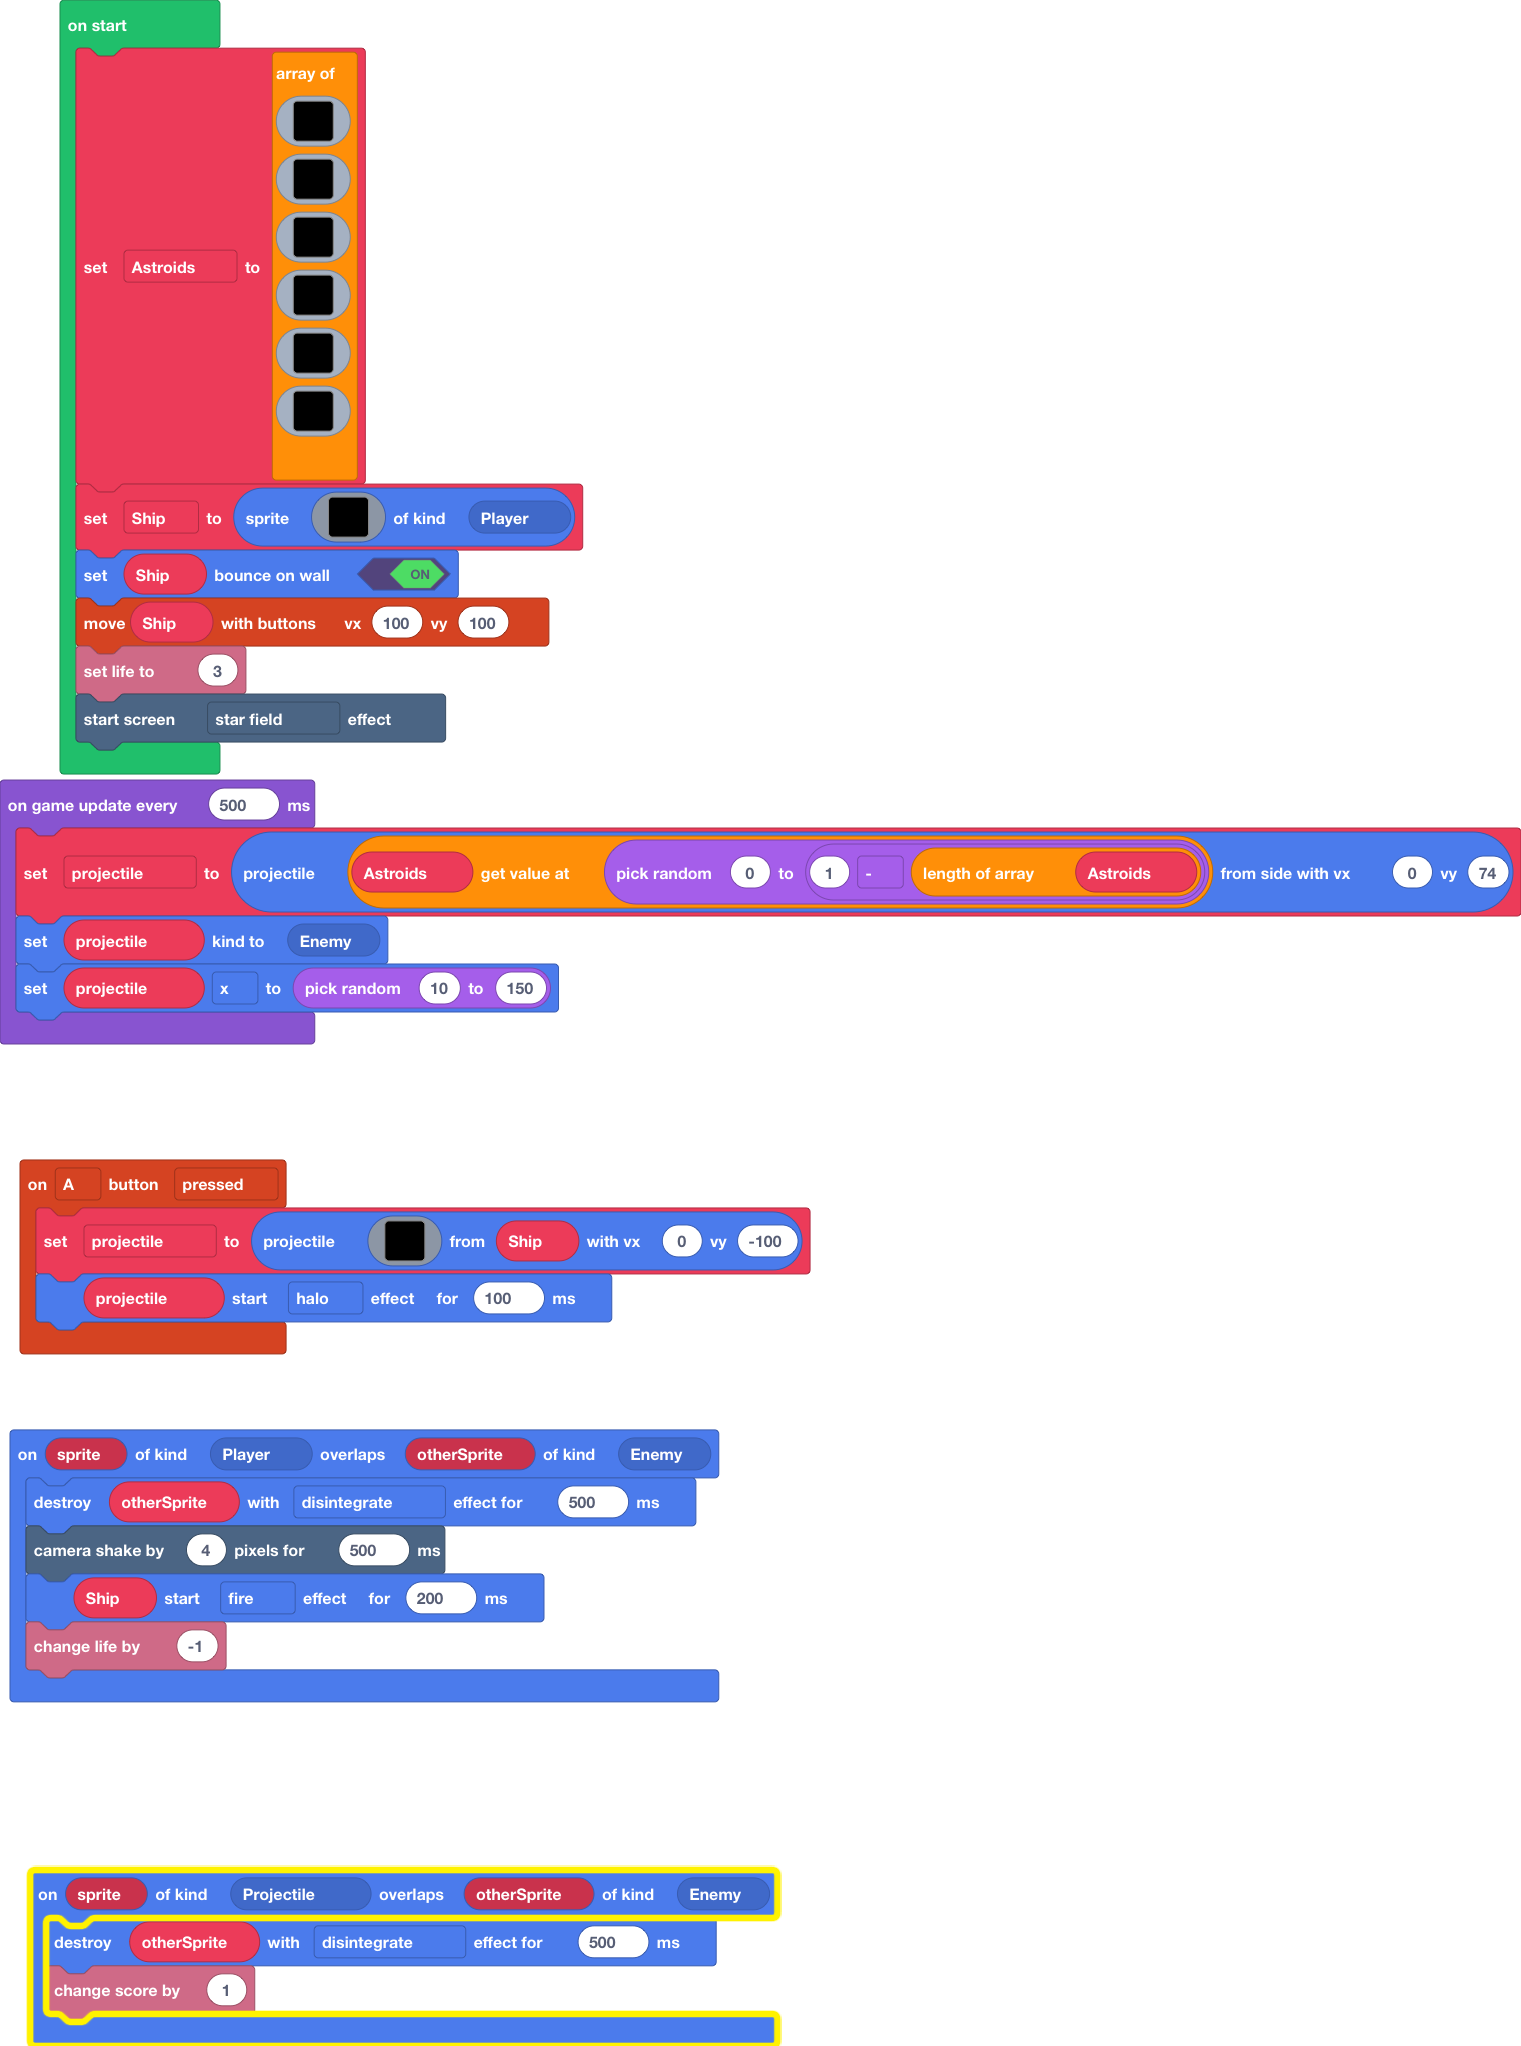 on start
array of
set Astroids to
set Ship to sprite of kind Player
set Ship bounce on wall ON
move Ship with buttons vx 100 vy 100
set life to 3
start screen star field effect
on game update every 500 ms
set projectile to projectile Astroids get value at pick random 0 to 1 - length of array Astroids from side with vx 0 vy 74
set projectile kind to Enemy
set projectile x to pick random 10 to 150
on A button pressed
set projectile to projectile from Ship with vx 0 vy -100
projectile start halo effect for 100 ms
on sprite of kind Player overlaps otherSprite of kind Enemy
destroy otherSprite with disintegrate effect for 500 ms
camera shake by 4 pixels for 500 ms
Ship start fire effect for 200 ms
change life by -1
on sprite of kind Projectile overlaps otherSprite of kind Enemy
destroy otherSprite with disintegrate effect for 500 ms
change score by 1